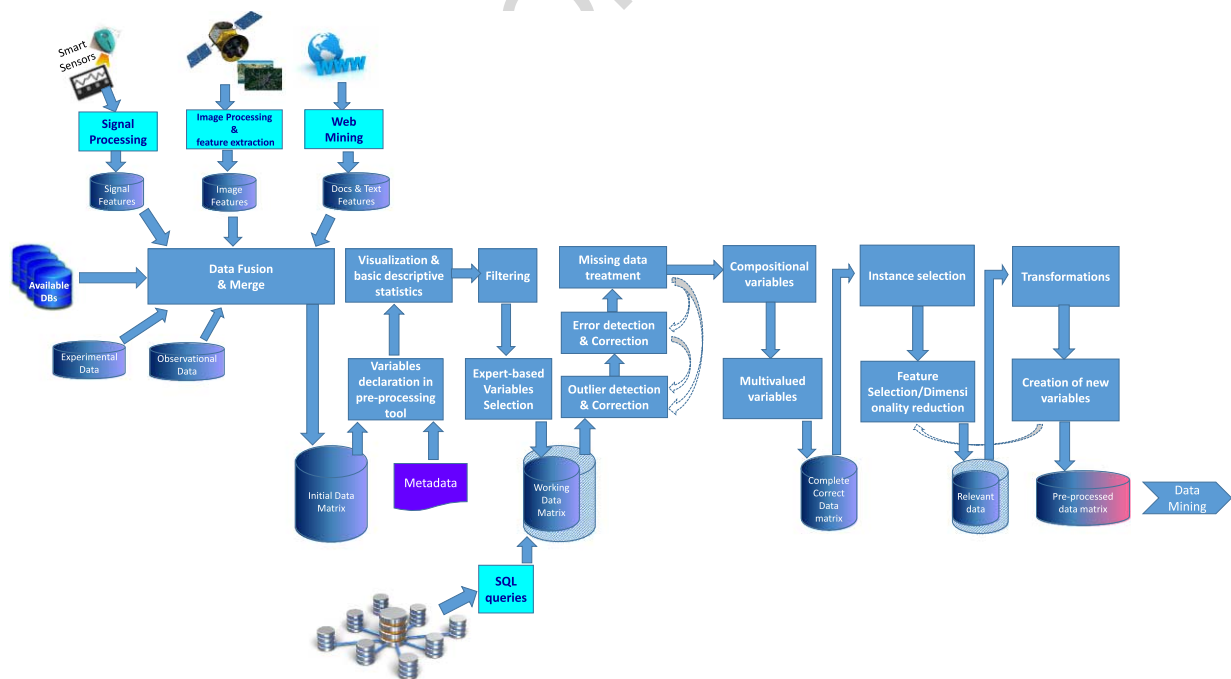 Smart
Sensors
WWW
Signal
Processing
Image Processing
&
feature extraction
Web
Mining
Signal
Features
Image
Features
Docs & Text
Features
Available
DBs
Data Fusion
& Merge
Experimental
Data
Observational
Data
Visualization &
basic descriptive
statistics
Variables
declaration in
pre-processing
tool
Initial Data
Matrix
Metadata
Filtering
Expert-based
Variables
Selection
Working
Data
Matrix
SQL
queries
Missing data
treatment
Error detection
& Correction
Outlier detection
& Correction
Compositional
variables
Multivalued
variables
Complete
Correct
Data
matrix
Instance selection
Feature
Selection/Dimensi
onality reduction
Relevant
data
Transformations
Creation of new
variables
Pre-processed
data matrix
Data
Mining